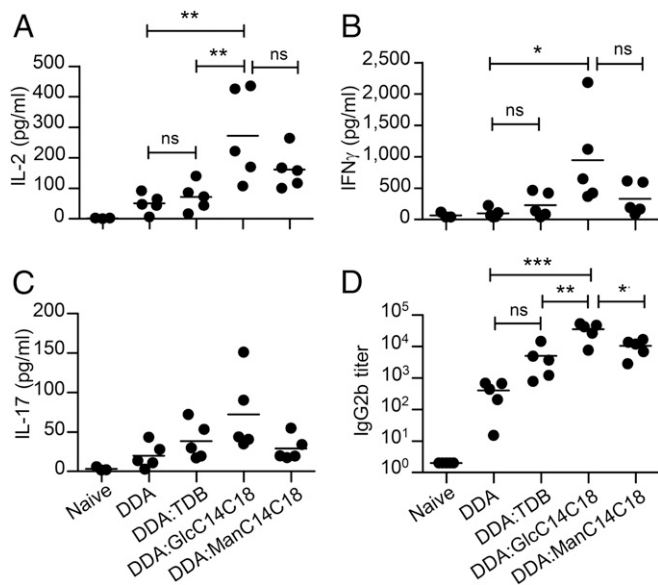 A
**
**
ns
IL-2 (pg/ml)
500
400
300
200
100
0
B
*
ns
ns
IFNγ (pg/ml)
2,500
2,000
1,500
1,000
500
0
C
IL-17 (pg/ml)
200
150
100
50
0
Naive
DDA
DDA:TDB
DDA:GlcC14C18
DDA:ManC14C18
D
***
ns
**
*
IgG2b titer
10⁵
10⁴
10³
10²
10¹
10⁰
Naive
DDA
DDA:TDB
DDA:GlcC14C18
DDA:ManC14C18
ns